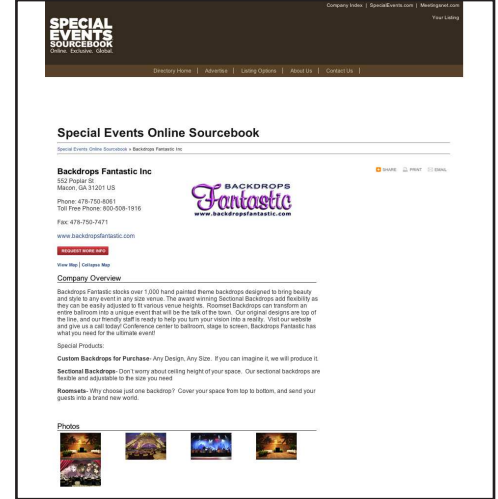 Company Index | SpecialEvents.com | Meetingsnet.com
Your Listing
SPECIAL
EVENTS
SOURCEBOOK
Online. Exclusive. Global.
Directory Home | Advertise | Listing Options | About Us | Contact Us |
Special Events Online Sourcebook
Special Events Online Sourcebook » Backdrops Fantastic Inc
Backdrops Fantastic Inc
SHARE PRINT EMAIL
552 Poplar St
Macon, GA 31201 US
BACKDROPS
Fantastic
www.backdropsfantastic.com
Phone: 478-750-8061
Toll Free Phone: 800-508-1916
Fax: 478-750-7471
www.backdropsfantastic.com
REQUEST MORE INFO
View Map | Collapse Map
Company Overview
Backdrops Fantastic stocks over 1,000 hand painted theme backdrops designed to bring beauty
and style to any event in any size venue. The award winning Sectional Backdrops add flexibility as
they can be easily adjusted to fit various venue heights. Roomset Backdrops can transform an
entire ballroom into a unique event that will be the talk of the town. Our original designs are top of
the line, and our friendly staff is ready to help you turn your vision into a reality. Visit our website
and give us a call today! Conference center to ballroom, stage to screen, Backdrops Fantastic has
what you need for the ultimate event!
Special Products:
Custom Backdrops for Purchase- Any Design, Any Size. If you can imagine it, we will produce it.
Sectional Backdrops- Don't worry about ceiling height of your space. Our sectional backdrops are
flexible and adjustable to the size you need
Roomsets- Why choose just one backdrop? Cover your space from top to bottom, and send your
guests into a brand new world.
Photos